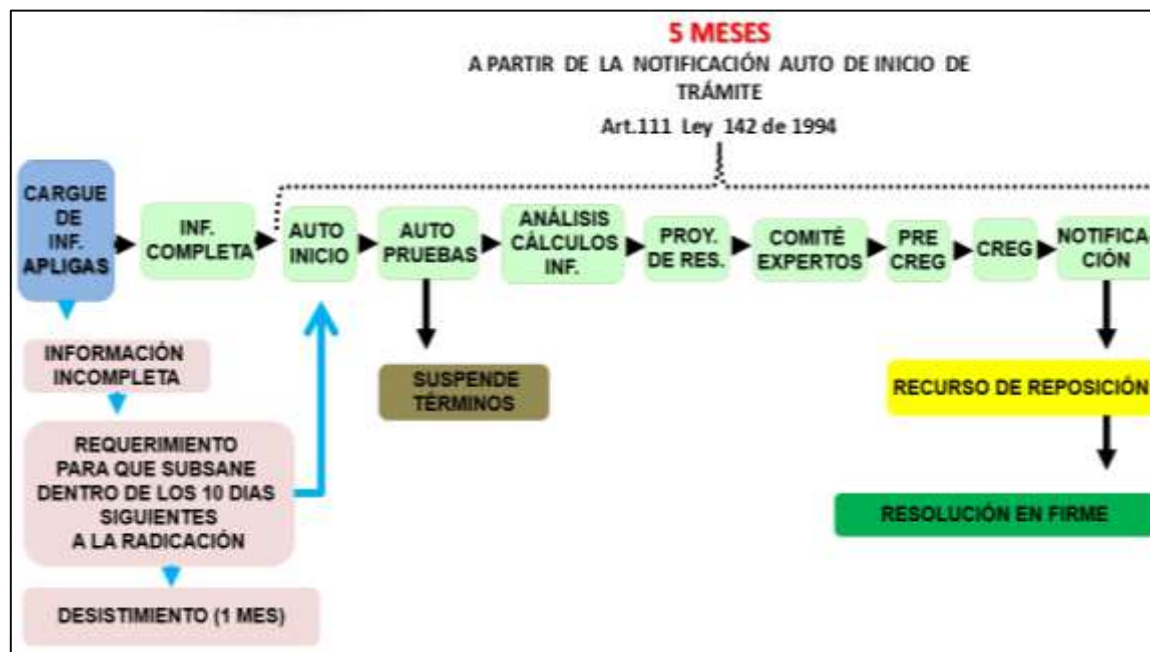 5 MESES
A PARTIR DE LA NOTIFICACIÓN AUTO DE INICIO DE
TRÁMITE
Art.111 Ley 142 de 1994
CARGUE
DE
INF.
APLIGAS
INF.
COMPLETA
AUTO
INICIO
AUTO
PRUEBAS
ANÁLISIS
CÁLCULOS
INF.
PROY.
DE RES.
COMITÉ
EXPERTOS
PRE
CREG
CREG
NOTIFICA-
CIÓN
INFORMACIÓN
INCOMPLETA
SUSPENDE
TÉRMINOS
RECURSO DE REPOSICIÓN
REQUERIMIENTO
PARA QUE SUBSANE
DENTRO DE LOS 10 DIAS
SIGUIENTES
A LA RADICACIÓN
RESOLUCIÓN EN FIRME
DESISTIMIENTO (1 MES)